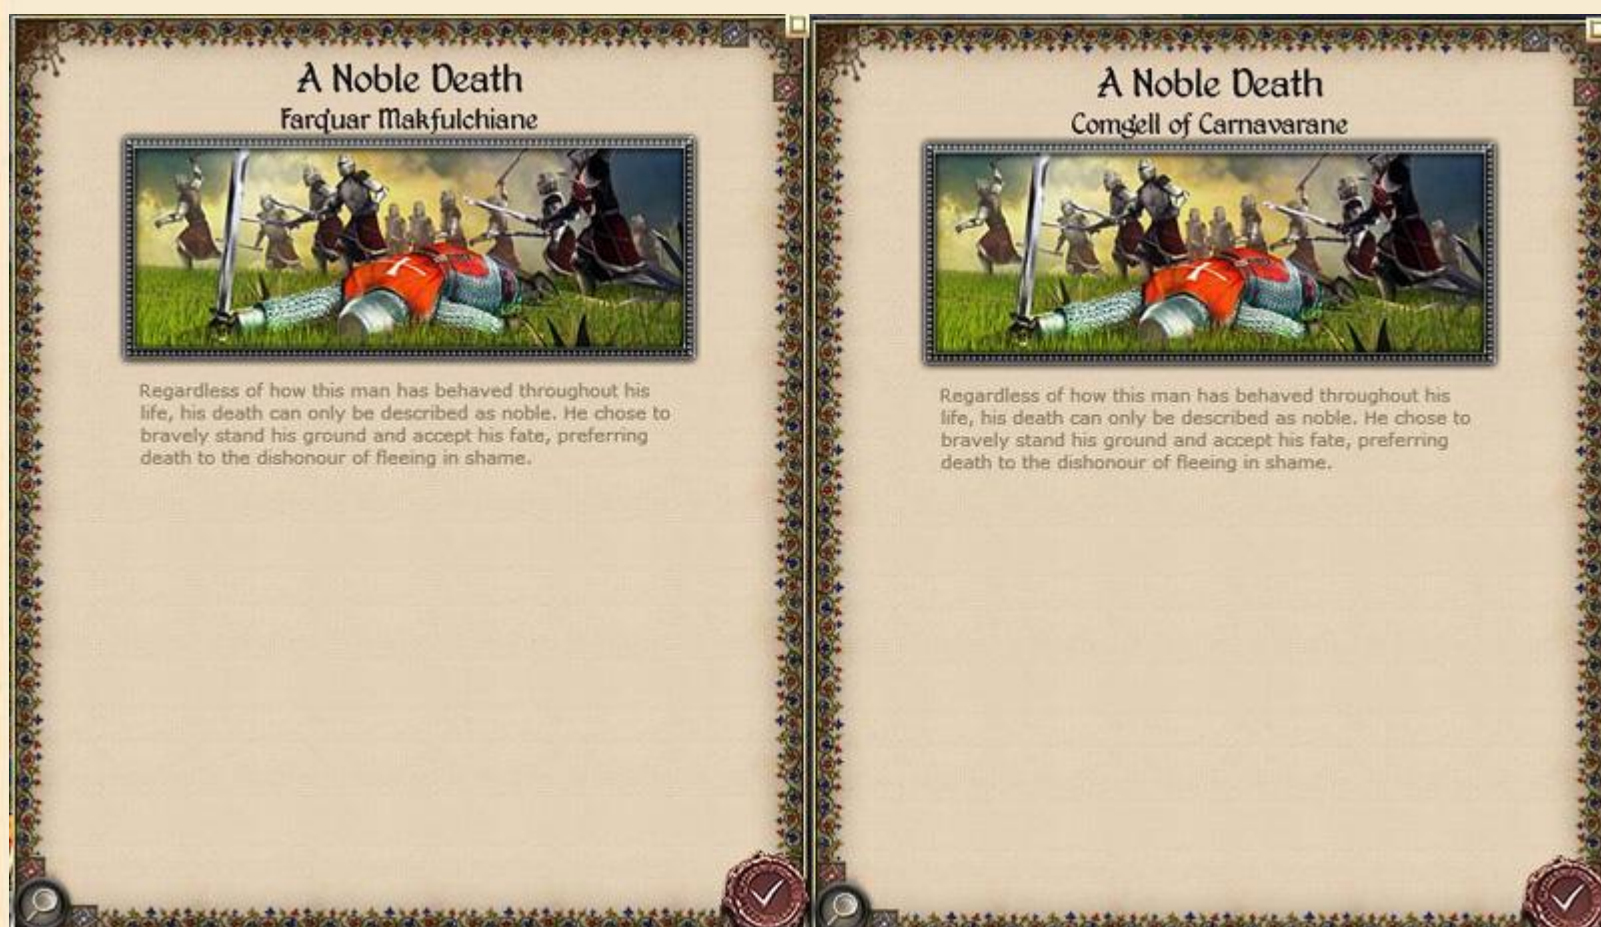 A Noble Death
Farquar Makfulchiane
Regardless of how this man has behaved throughout his
life, his death can only be described as noble. He chose to
bravely stand his ground and accept his fate, preferring
death to the dishonour of fleeing in shame.
A Noble Death
Comgell of Carnavarane
Regardless of how this man has behaved throughout his
life, his death can only be described as noble. He chose to
bravely stand his ground and accept his fate, preferring
death to the dishonour of fleeing in shame.